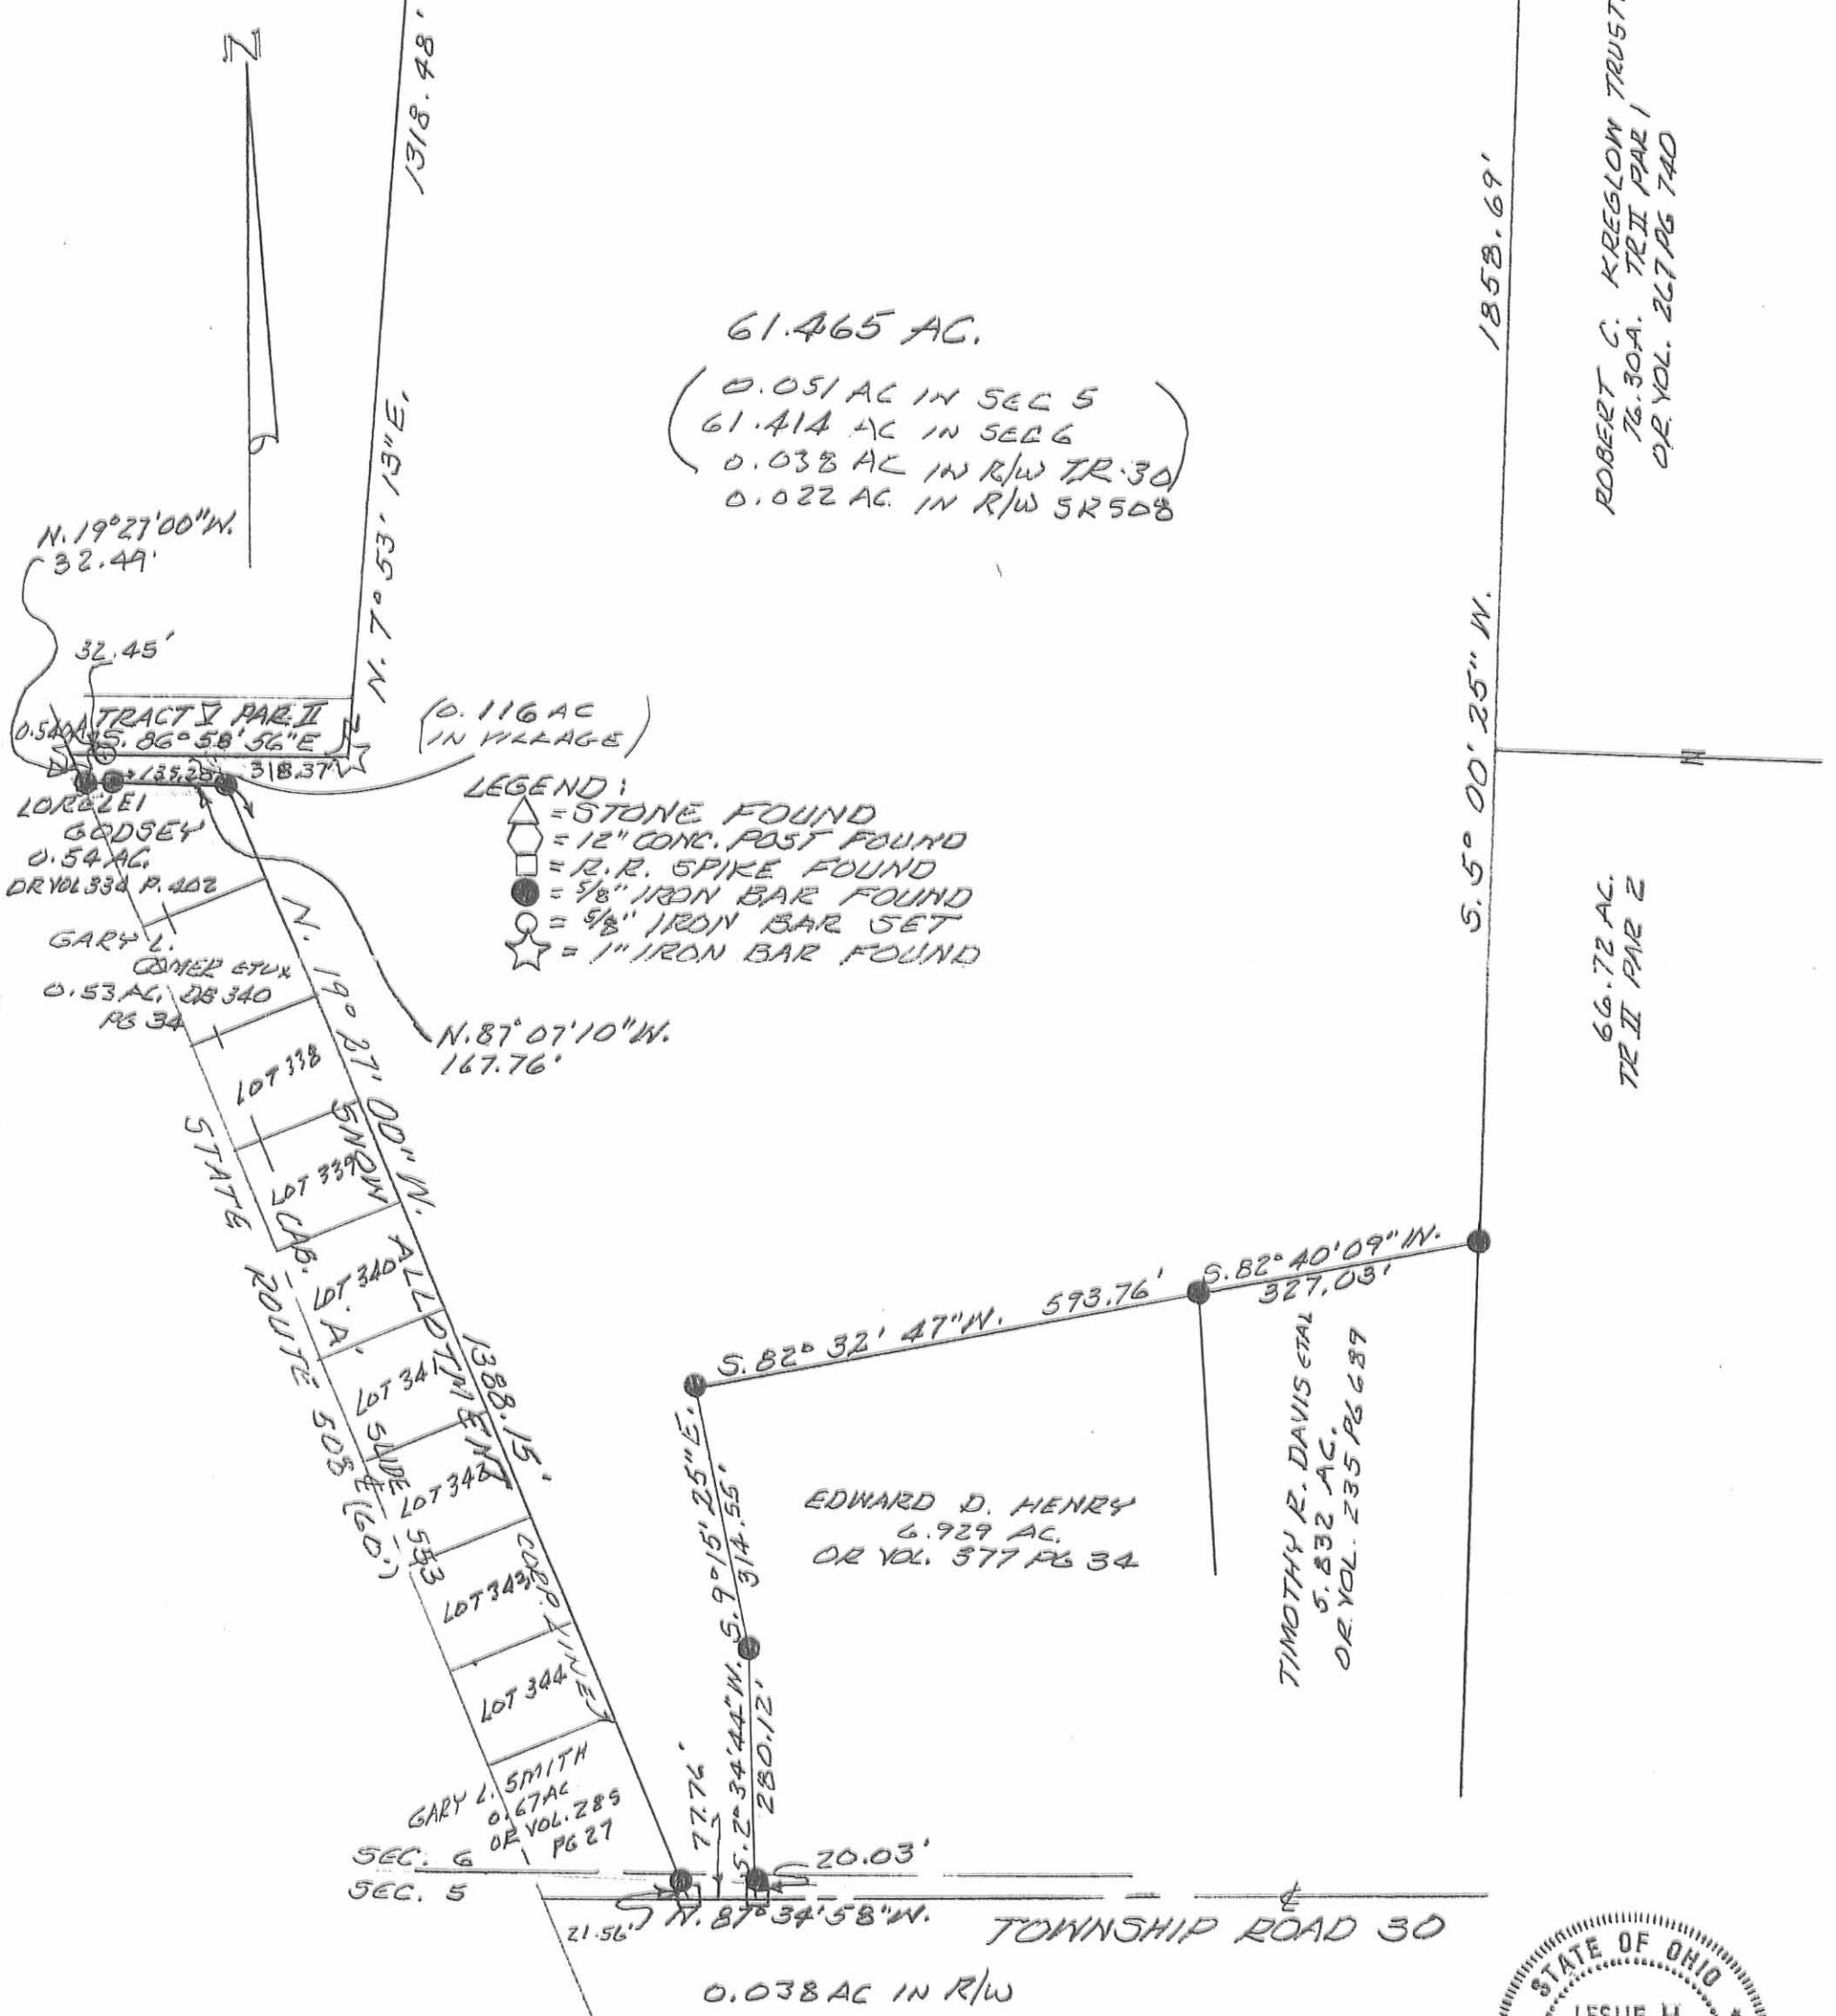 N
1318.48'
N. 7° 53' 13" E.
61.465 AC.
0.051 AC IN SEC 5
61.414 AC IN SEC 6
0.038 AC IN R/W TR-30
0.022 AC. IN R/W SR508
1858.69'
S. 5° 00' 25" W.
ROBERT C. KREGLOW
76.30A. TR II PAR 1
OR. VOL. 267 PG 740
66.72 AC.
TR II PAR 2
N. 19°27'00"W.
32.49'
32.45'
TRACT V PAR. II
S. 86° 58' 56" E
318.37'
(0.116 AC
IN VILLAGE)
LORELEI
GODSEY
0.54 AC.
DR VOL 334 P. 402
GARY L.
COMER ETUX
0.53 AC. DB 340
PG 34
LEGEND:
= STONE FOUND
= 12" CONC. POST FOUND
= R.R. SPIKE FOUND
= 5/8" IRON BAR FOUND
= 5/8" IRON BAR SET
= 1" IRON BAR FOUND
N. 87° 07' 10" W.
167.76'
N. 19° 27' 00" W.
1388.15'
SNOW ALLOTMENT
CORP. LINE
LOT 338
LOT 339
LOT 340
LOT 341
LOT 342
LOT 343
LOT 344
CAB. 'A' SLIDE 553
STATE ROUTE 508 (60')
S. 82° 40' 09" W.
327.03'
S. 82° 32' 47" W. 593.76'
S. 9° 15' 25" E.
314.55'
EDWARD D. HENRY
6.929 AC.
OR VOL. 377 PG 34
TIMOTHY R. DAVIS ETAL
5.832 AC.
OR. VOL. 235 PG 689
S. 2° 34' 44" W.
280.12'
77.76'
GARY L. SMITH
0.67 AC
OR VOL. 285
PG 27
20.03'
SEC. 6
SEC. 5
21.56'
N. 87° 34' 58" W.
TOWNSHIP ROAD 30
0.038 AC IN R/W
STATE OF OHIO
LESLIE H.